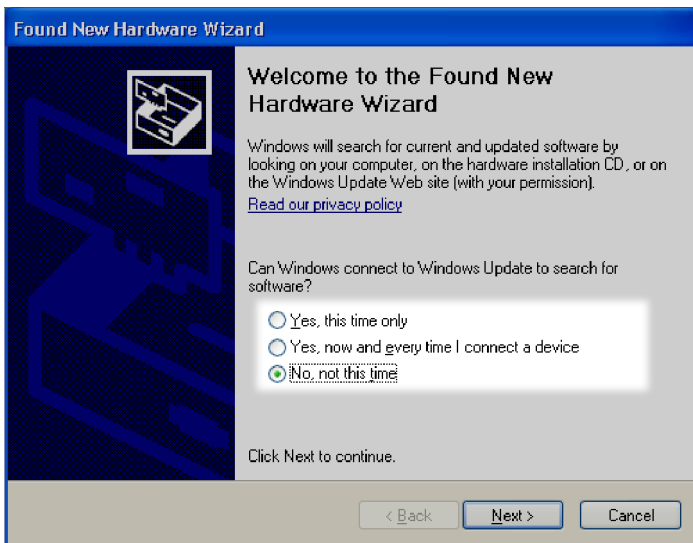 Found New Hardware Wizard
Welcome to the Found New
Hardware Wizard
Windows will search for current and updated software by
looking on your computer, on the hardware installation CD, or on
the Windows Update Web site (with your permission).
Read our privacy policy
Can Windows connect to Windows Update to search for
software?
Yes, this time only
Yes, now and every time I connect a device
No, not this time
Click Next to continue.
< Back
Next >
Cancel